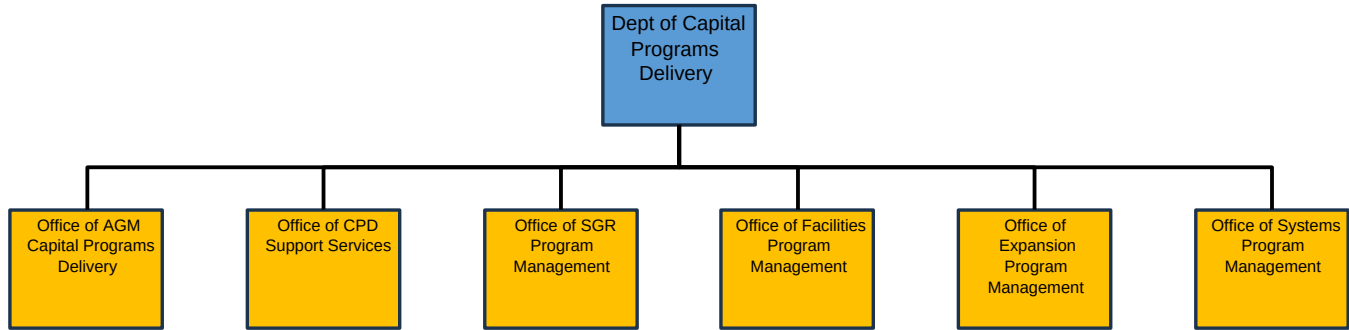 Dept of Capital
Programs
Delivery
Office of AGM
Capital Programs
Delivery
Office of CPD
Support Services
Office of SGR
Program
Management
Office of Facilities
Program
Management
Office of
Expansion
Program
Management
Office of Systems
Program
Management